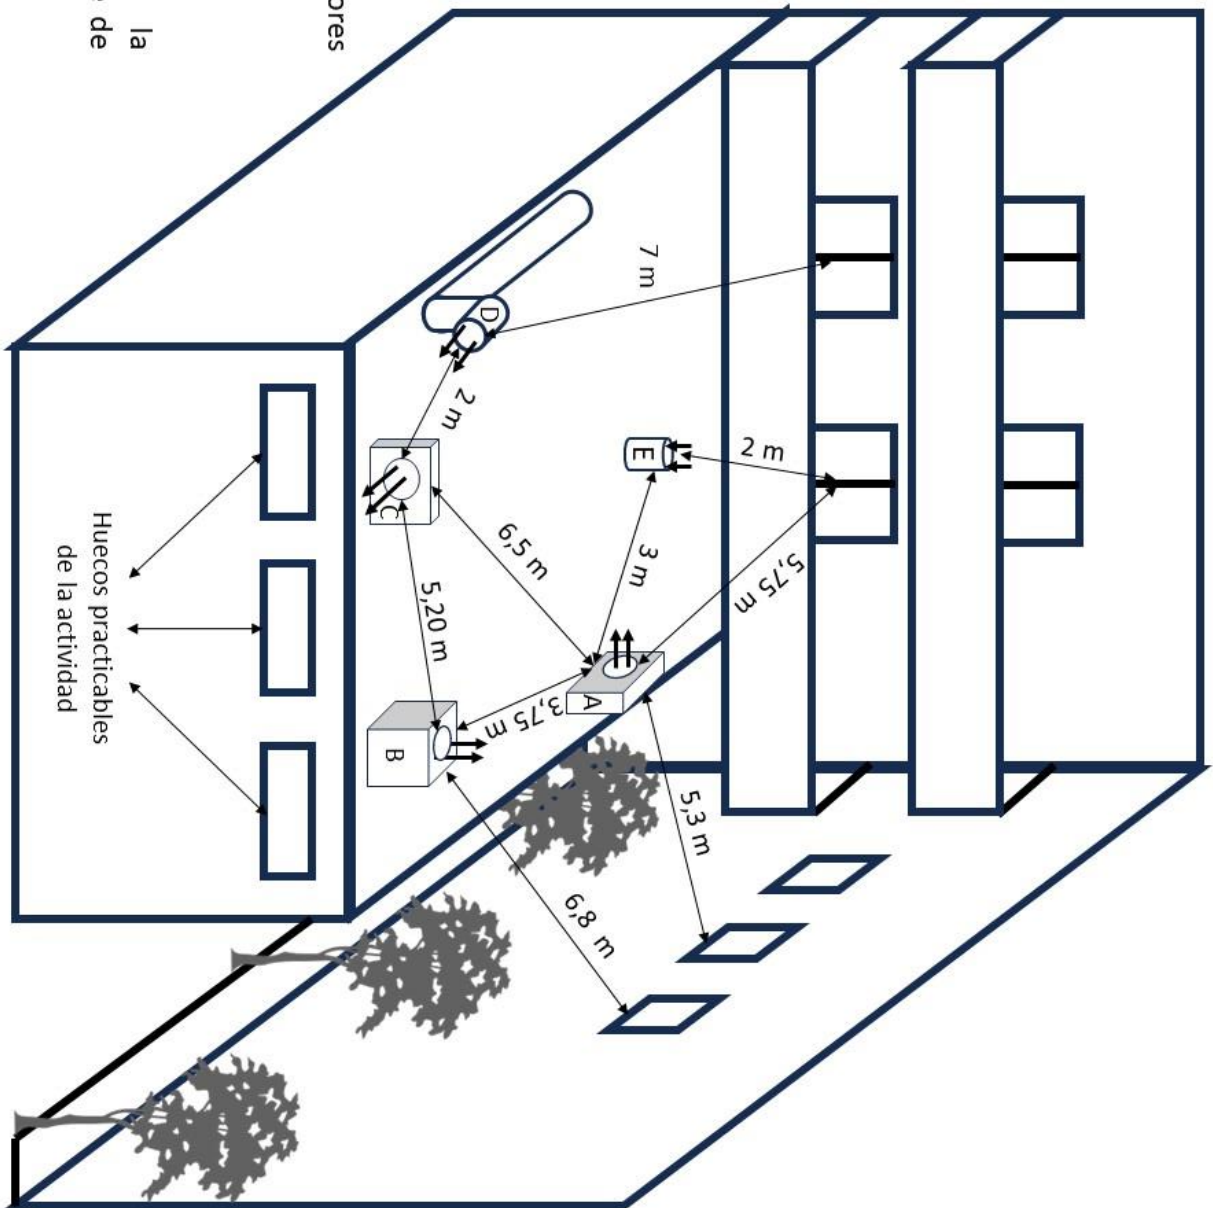 2 m
5,75 m
5,3 m
7 m
E
3 m
A
6,8 m
6,5 m
3,75 m
D
2 m
5,20 m
C
B
ores
la
de
Huecos practicables
de la actividad